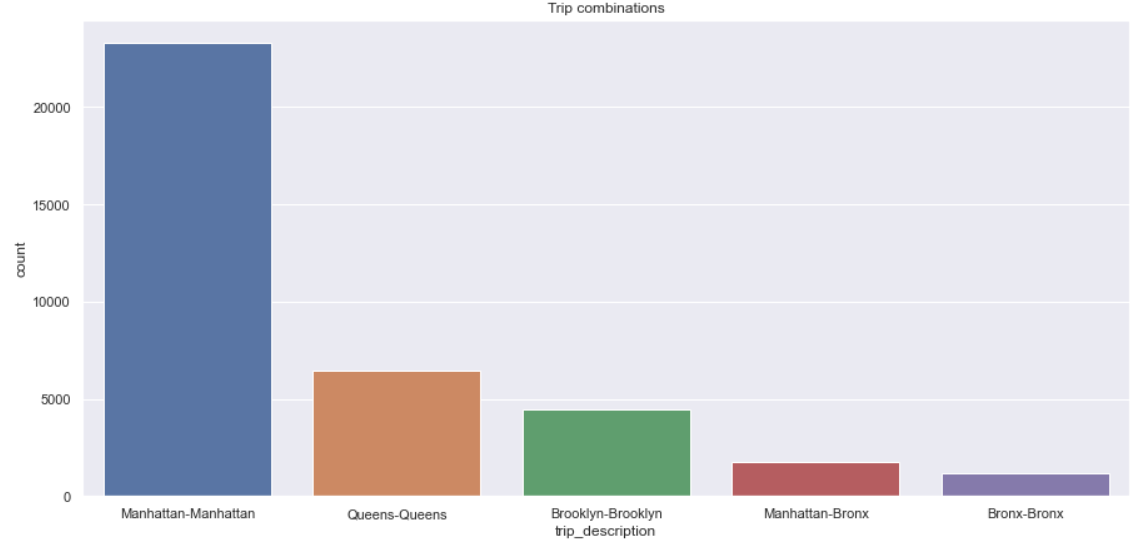 Trip combinations
20000
15000
10000
5000
0
count
Manhattan-Manhattan Queens-Queens Brooklyn-Brooklyn Manhattan-Bronx Bronx-Bronx
trip_description